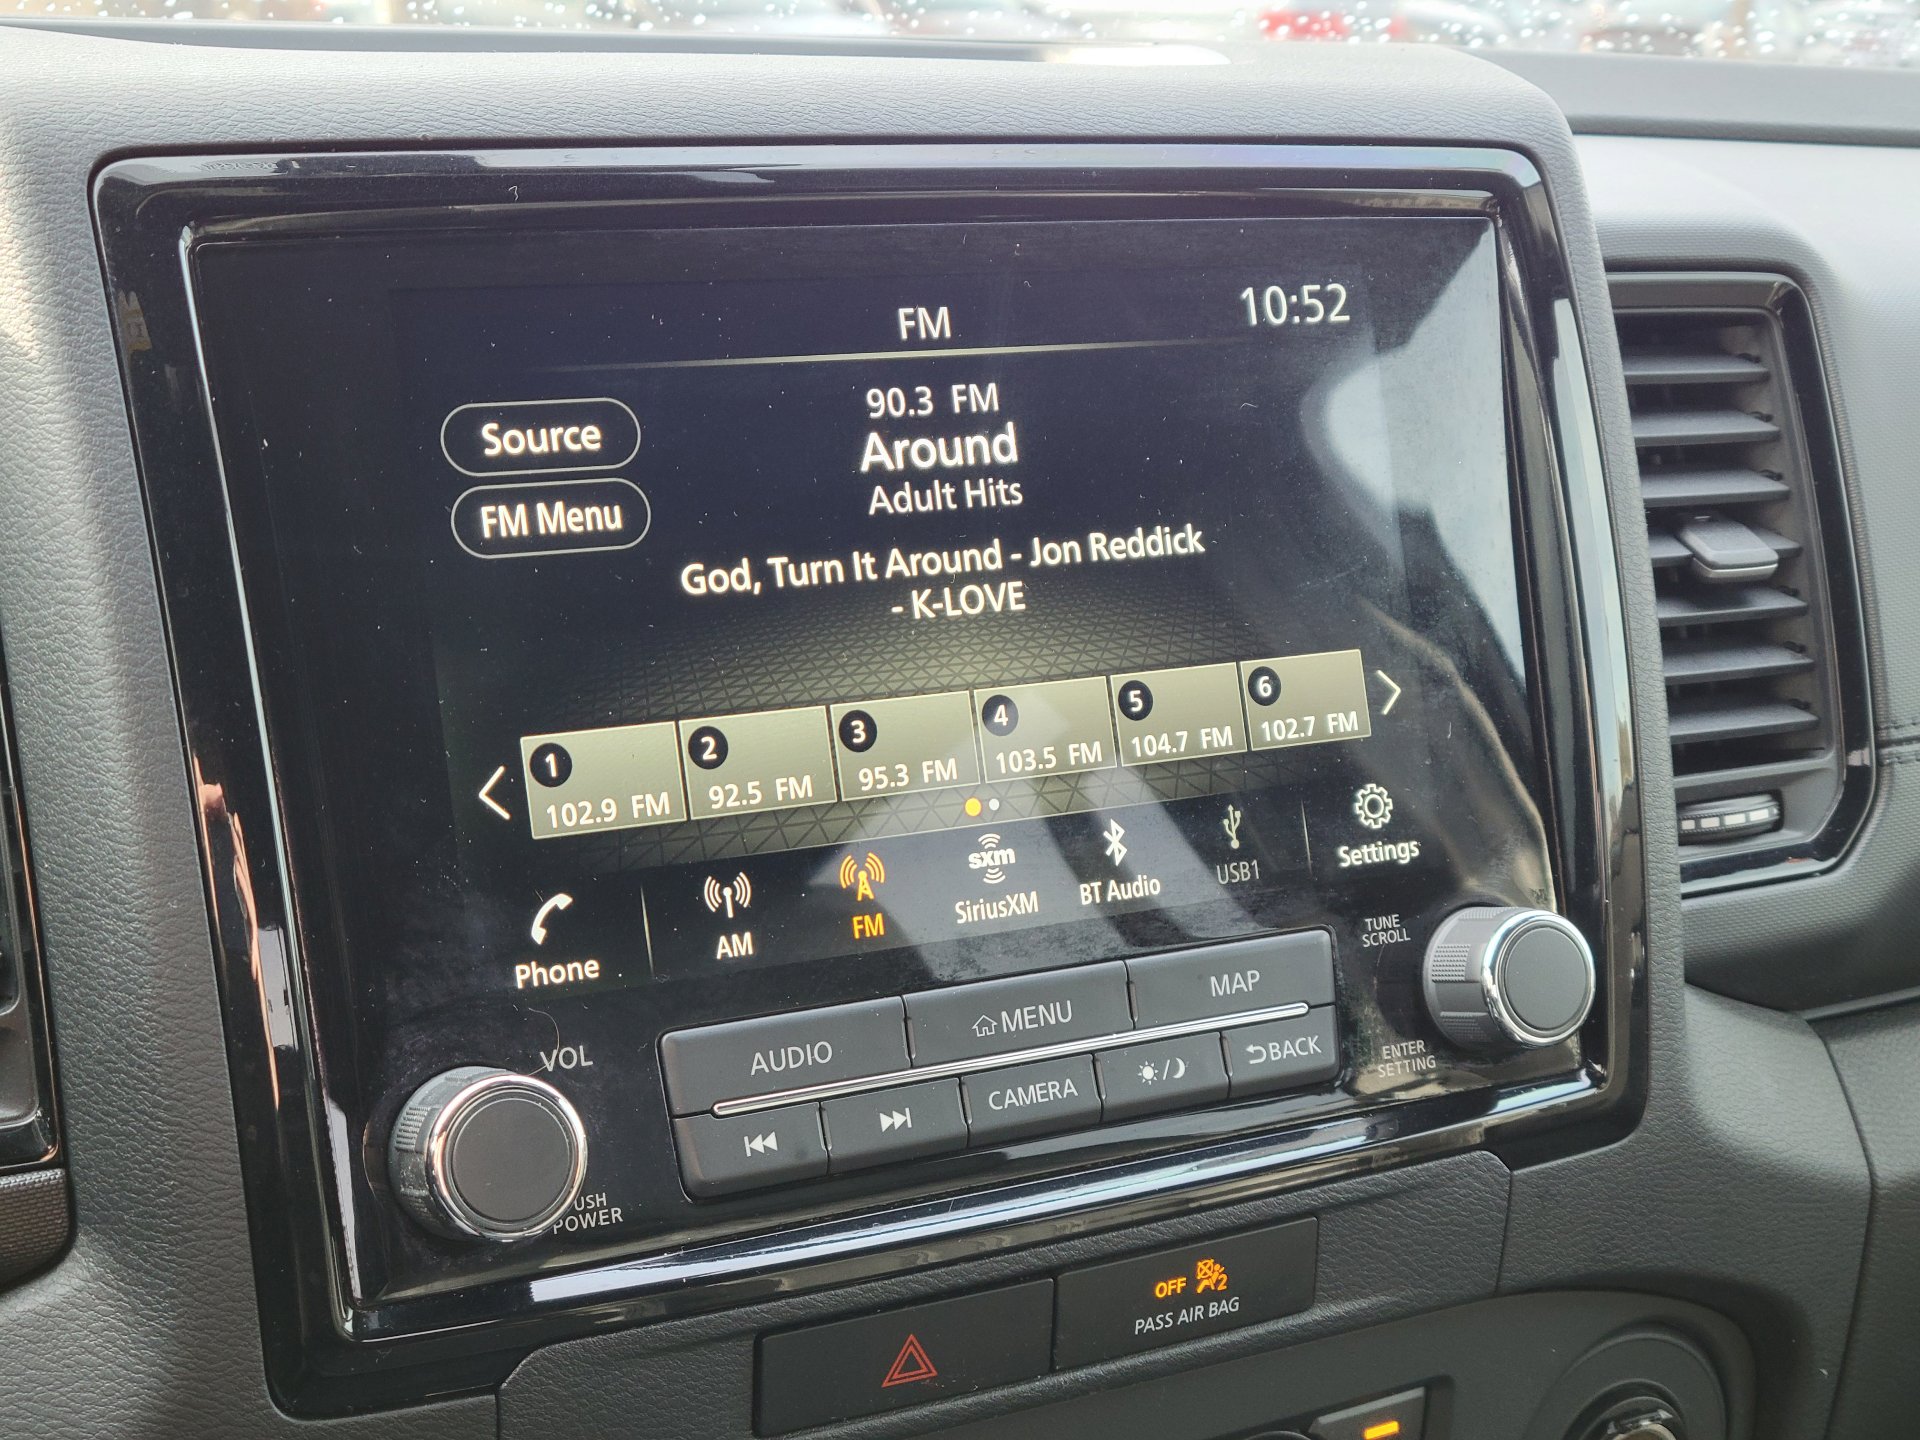 FM
10:52
90.3 FM
Source
Around
Adult Hits
FM Menu
God, Turn It Around - Jon Reddick
- K-LOVE
1
102.9 FM
2
92.5 FM
3
95.3 FM
4
103.5 FM
5
104.7 FM
6
102.7 FM
Phone
AM
FM
sxm
SiriusXM
BT Audio
USB1
Settings
TUNE
SCROLL
AUDIO
MENU
MAP
VOL
CAMERA
BACK
ENTER
SETTING
USH
POWER
OFF
2
PASS AIR BAG